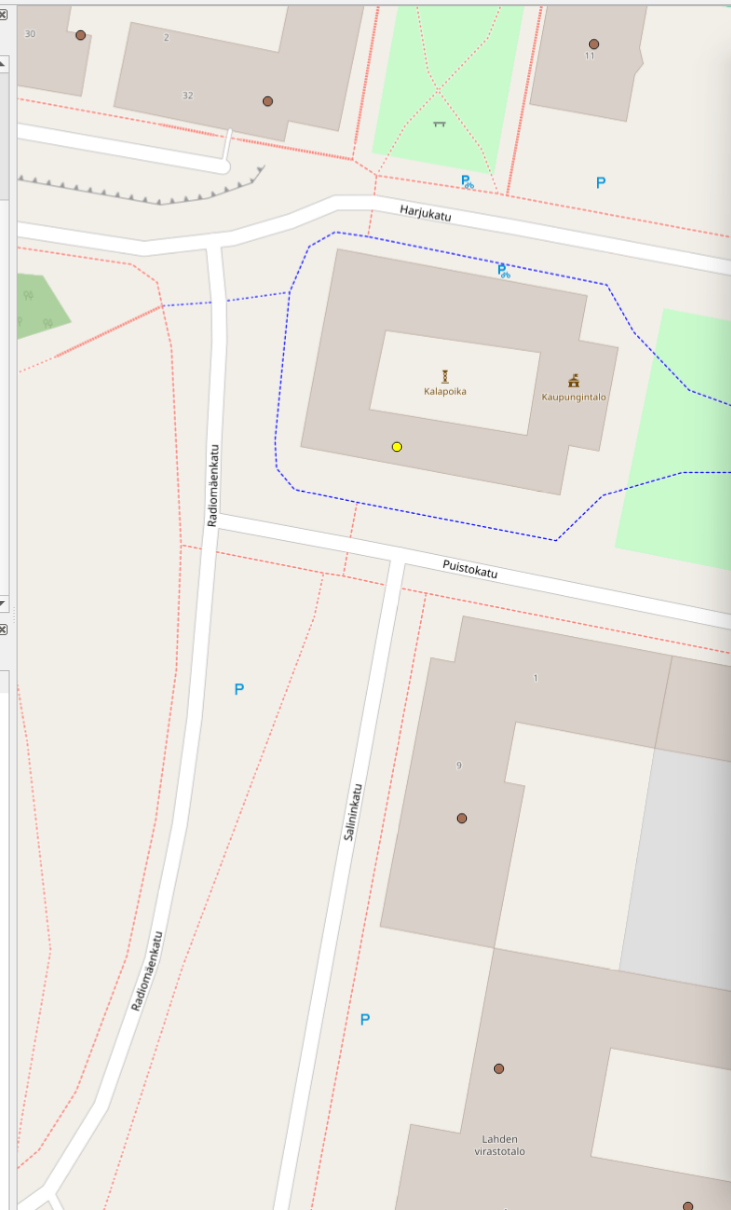 30
2
11
32
P
P
Harjukatu
P
Kalapoika
Kaupungintalo
Radiomäenkatu
Puistokatu
1
P
9
Salininkatu
Radiomäenkatu
P
Lahden
virastotalo